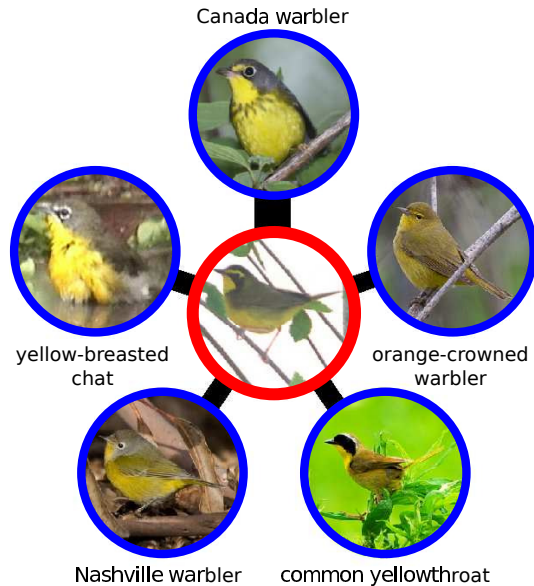 Canada warbler
yellow-breasted
chat
orange-crowned
warbler
Nashville warbler
common yellowthroat